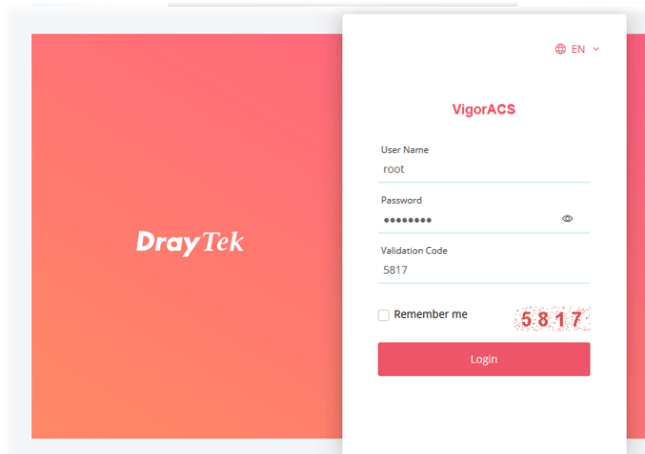 EN
VigorACS
User Name
root
Password
Validation Code
5817
Remember me
5817
Login
DrayTek